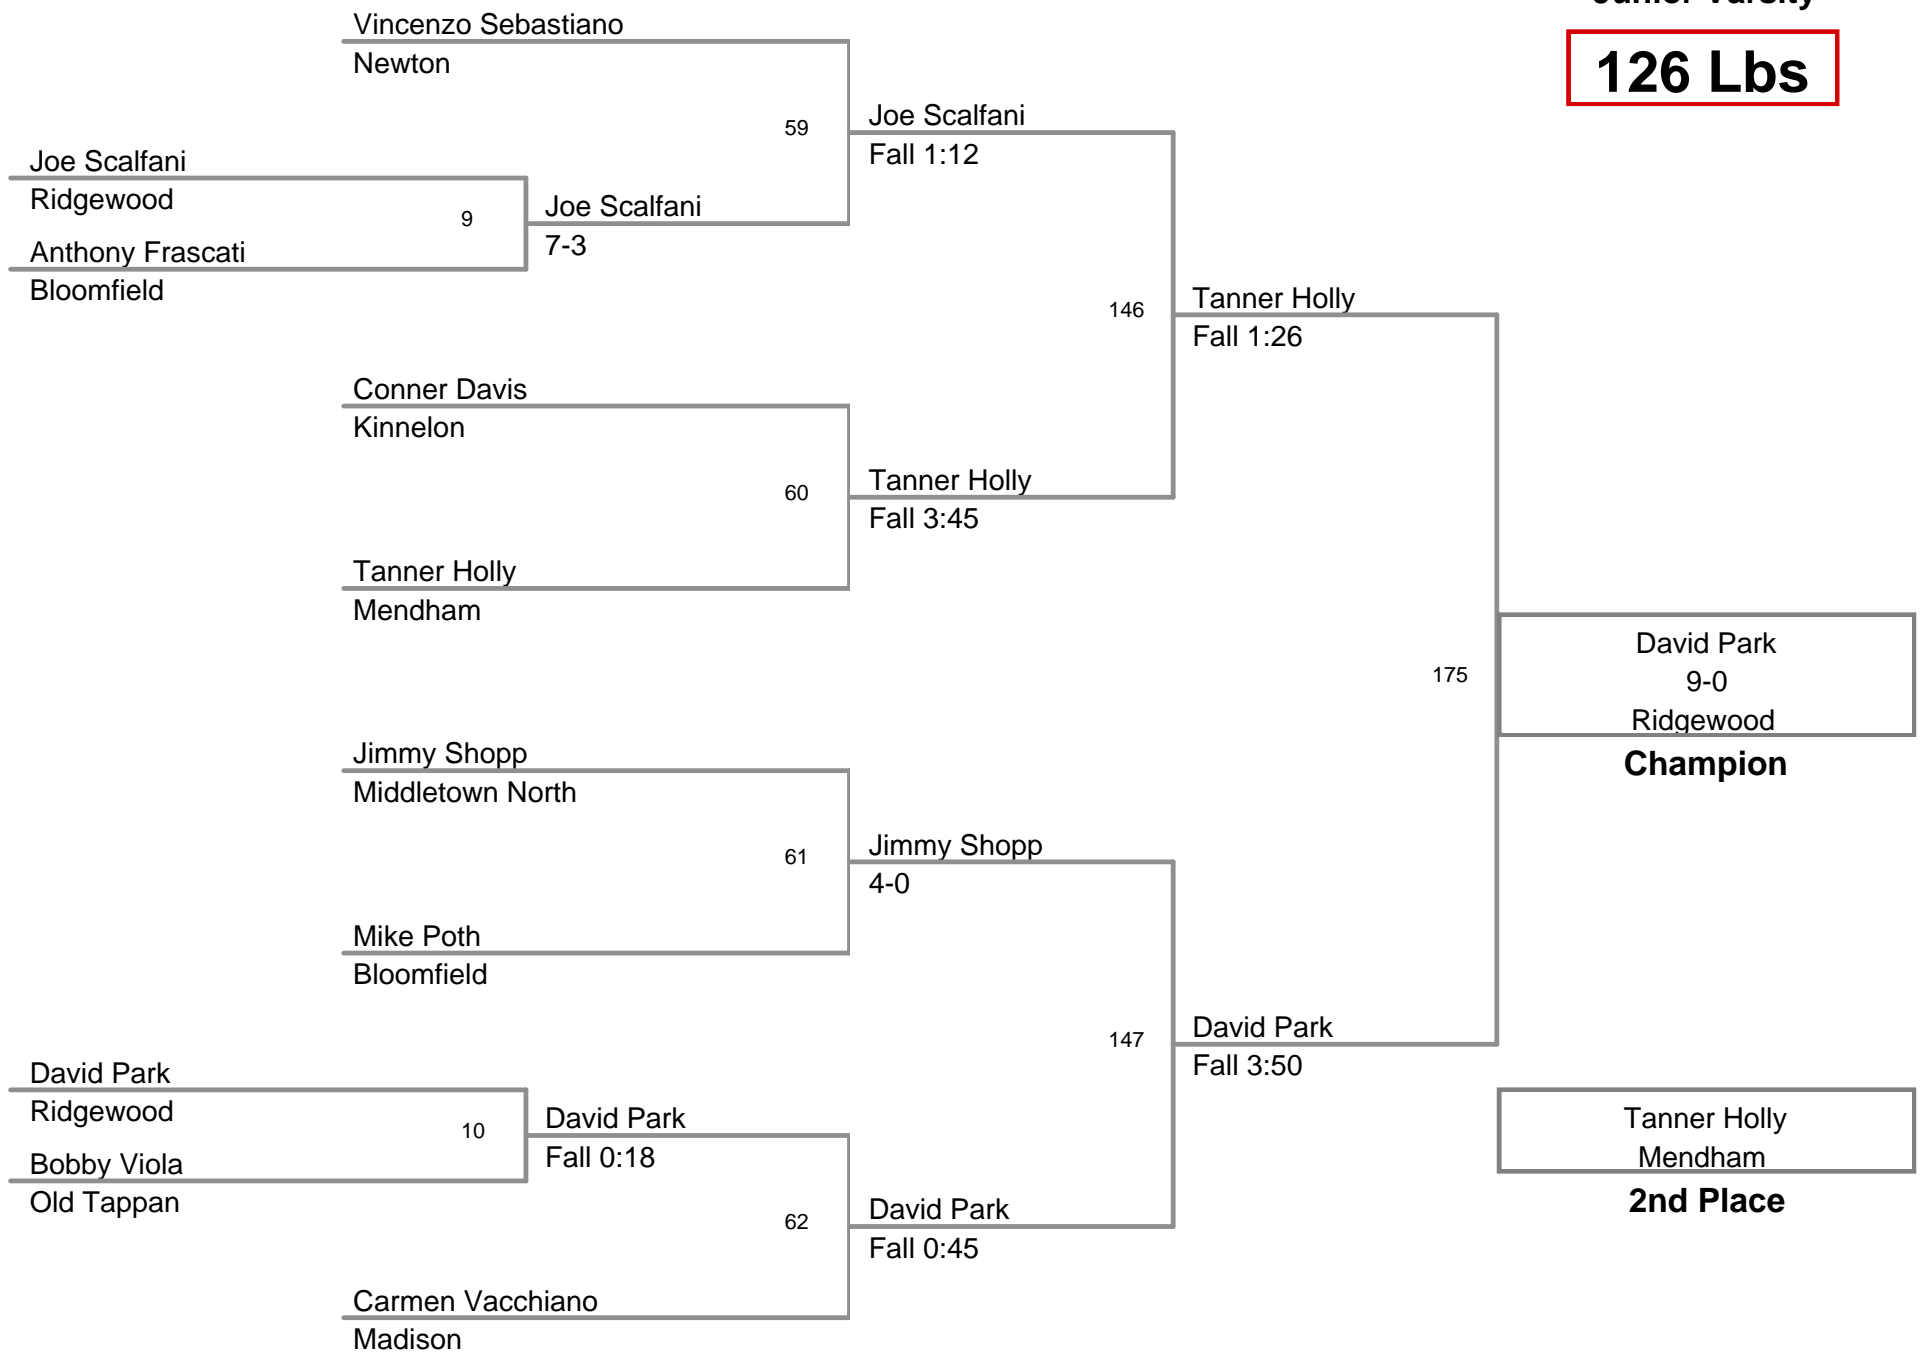 Junior Varsity
126 Lbs
Vincenzo Sebastiano
Newton
59
Joe Scalfani
Fall 1:12
Joe Scalfani
Ridgewood
9
Joe Scalfani
7-3
Anthony Frascati
Bloomfield
146
Tanner Holly
Fall 1:26
Conner Davis
Kinnelon
60
Tanner Holly
Fall 3:45
Tanner Holly
Mendham
175
David Park
9-0
Ridgewood
Champion
Jimmy Shopp
Middletown North
61
Jimmy Shopp
4-0
Mike Poth
Bloomfield
147
David Park
Fall 3:50
David Park
Ridgewood
10
David Park
Fall 0:18
Bobby Viola
Old Tappan
62
David Park
Fall 0:45
Carmen Vacchiano
Madison
Tanner Holly
Mendham
2nd Place